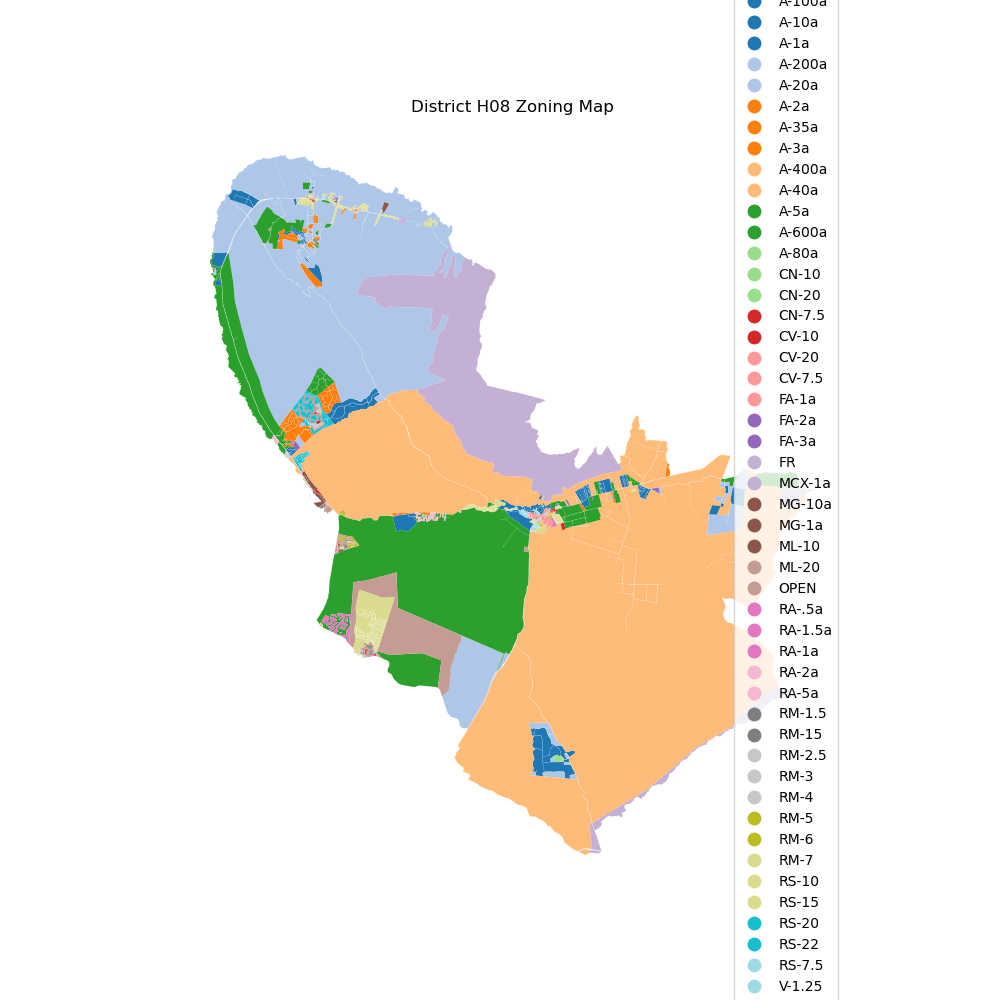 A-100a
A-10a
A-1a
A-200a
A-20a
District H08 Zoning Map
A-2a
A-35a
A-3a
A-400a
A-40a
A-5a
A-600a
A-80a
CN-10
CN-20
CN-7.5
CV-10
CV-20
CV-7.5
FA-1a
FA-2a
FA-3a
FR
MCX-1a
MG-10a
MG-1a
ML-10
ML-20
OPEN
RA-.5a
RA-1.5a
RA-1a
RA-2a
RA-5a
RM-1.5
RM-15
RM-2.5
RM-3
RM-4
RM-5
RM-6
RM-7
RS-10
RS-15
RS-20
RS-22
RS-7.5
V-1.25